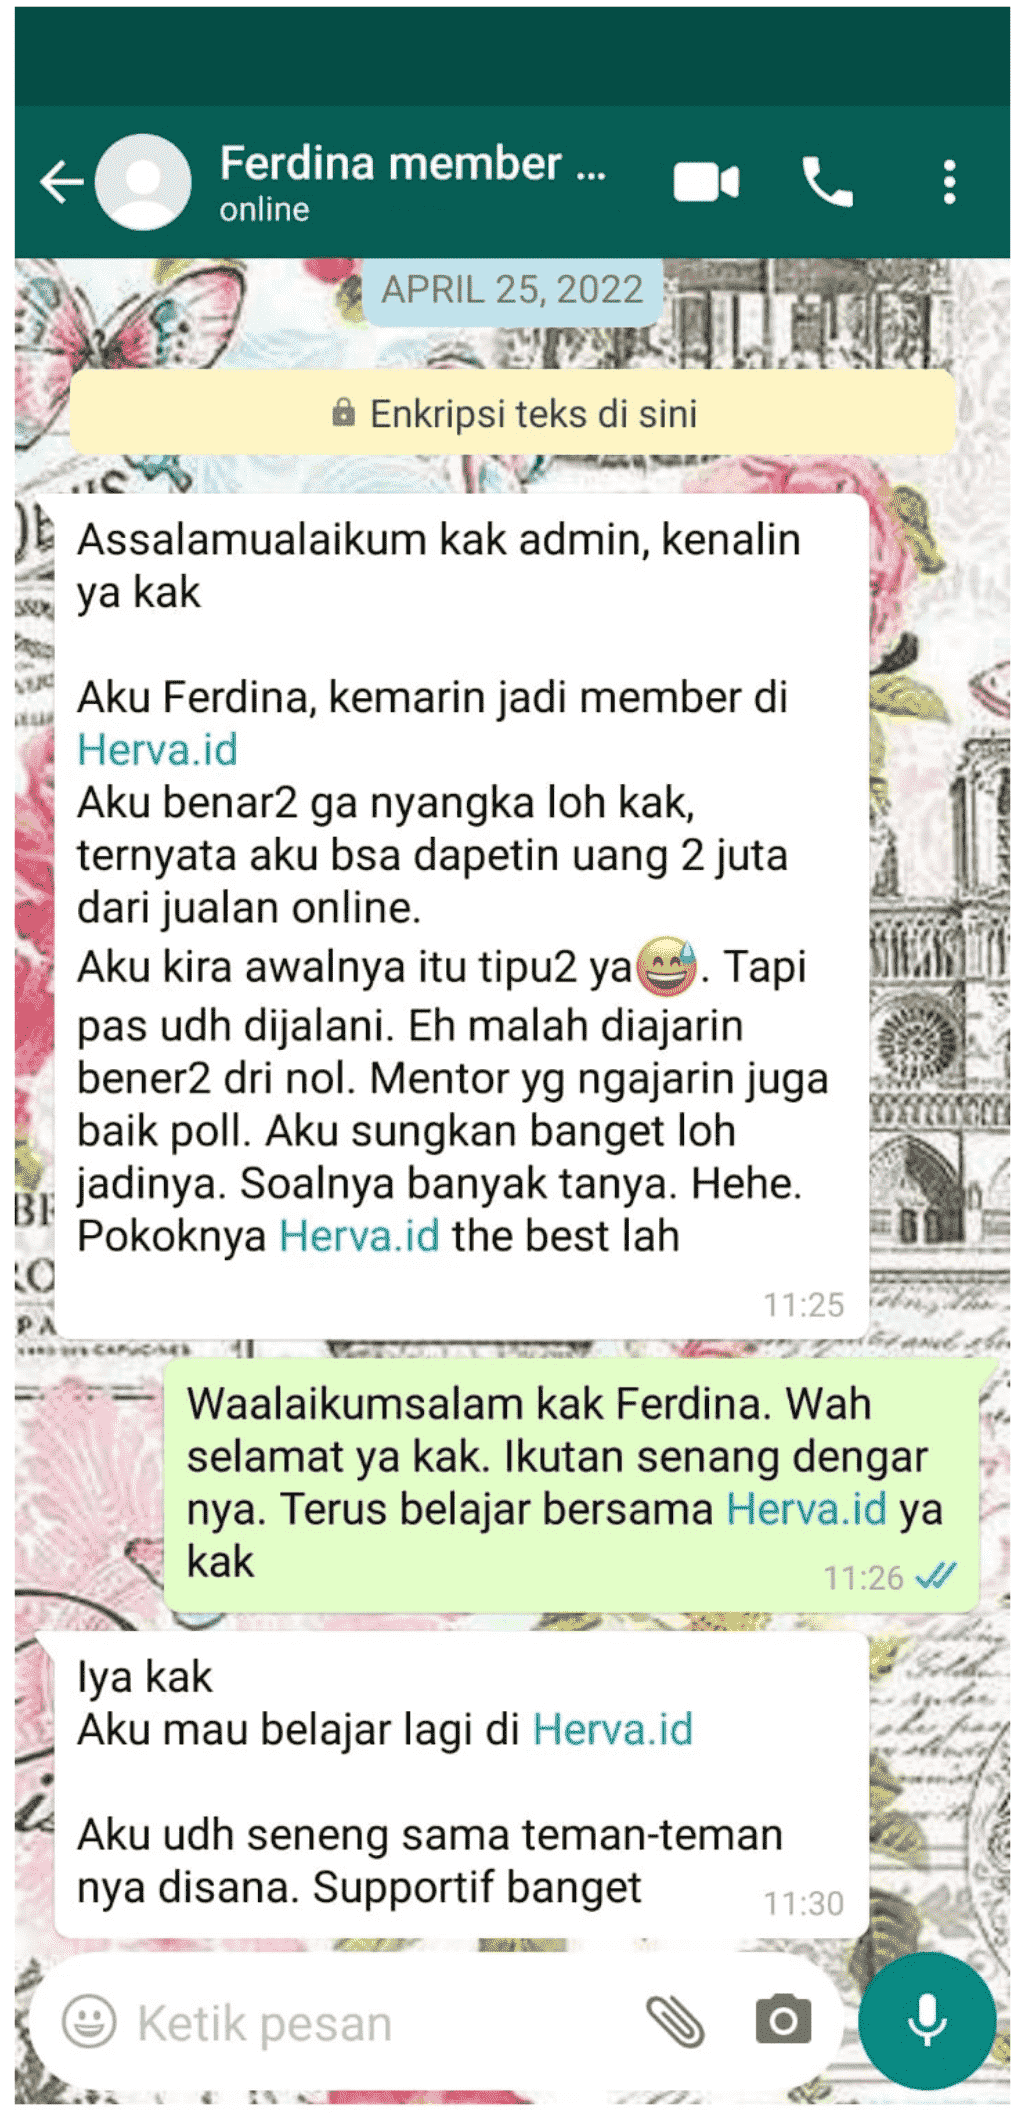 Ferdina member ...
online
APRIL 25, 2022
Enkripsi teks di sini
Assalamualaikum kak admin, kenalin
ya kak
Aku Ferdina, kemarin jadi member di
Herva.id
Aku benar2 ga nyangka loh kak,
ternyata aku bsa dapetin uang 2 juta
dari jualan online.
Aku kira awalnya itu tipu2 ya😅. Tapi
pas udh dijalani. Eh malah diajarin
bener2 dri nol. Mentor yg ngajarin juga
baik poll. Aku sungkan banget loh
jadinya. Soalnya banyak tanya. Hehe.
Pokoknya Herva.id the best lah
11:25
Waalaikumsalam kak Ferdina. Wah
selamat ya kak. Ikutan senang dengar
nya. Terus belajar bersama Herva.id ya
kak
11:26
Iya kak
Aku mau belajar lagi di Herva.id
Aku udh seneng sama teman-teman
nya disana. Supportif banget
11:30
Ketik pesan